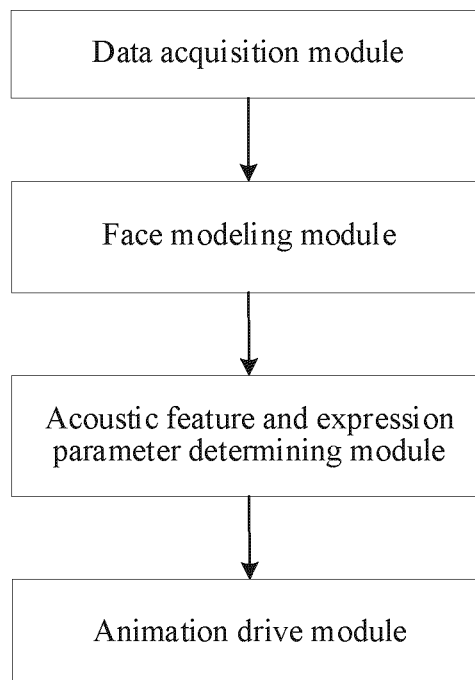 Data acquisition module
Face modeling module
Acoustic feature and expression
parameter determining module
Animation drive module